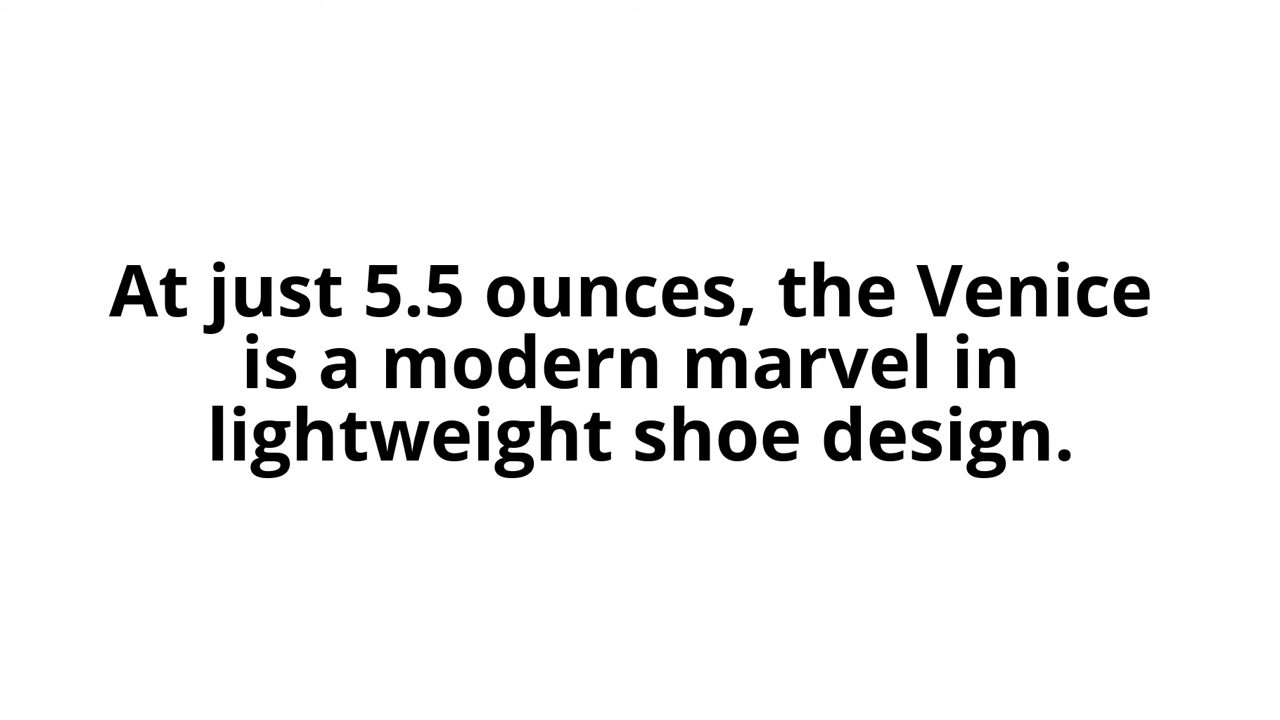 At just 5.5 ounces, the Venice
is a modern marvel in
lightweight shoe design.